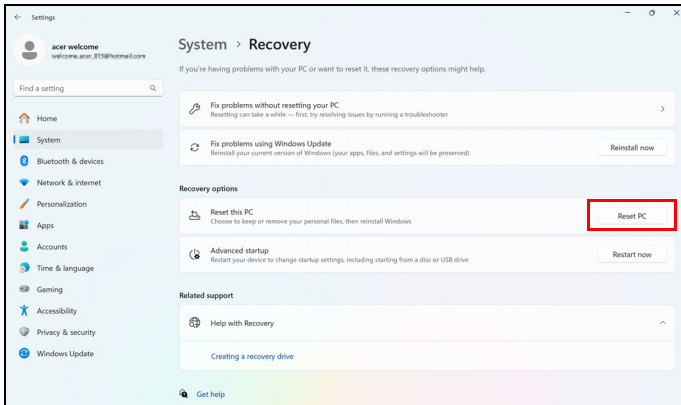 Settings
acer welcome
welcome.acer_815@hotmail.com
Find a setting
Home
System
Bluetooth & devices
Network & internet
Personalization
Apps
Accounts
Time & language
Gaming
Accessibility
Privacy & security
Windows Update
System > Recovery
If you're having problems with your PC or want to reset it, these recovery options might help.
Fix problems without resetting your PC
Resetting can take a while — first, try resolving issues by running a troubleshooter
Fix problems using Windows Update
Reinstall your current version of Windows (your apps, files, and settings will be preserved)
Reinstall now
Recovery options
Reset this PC
Choose to keep or remove your personal files, then reinstall Windows
Reset PC
Advanced startup
Restart your device to change startup settings, including starting from a disc or USB drive
Restart now
Related support
Help with Recovery
Creating a recovery drive
Get help